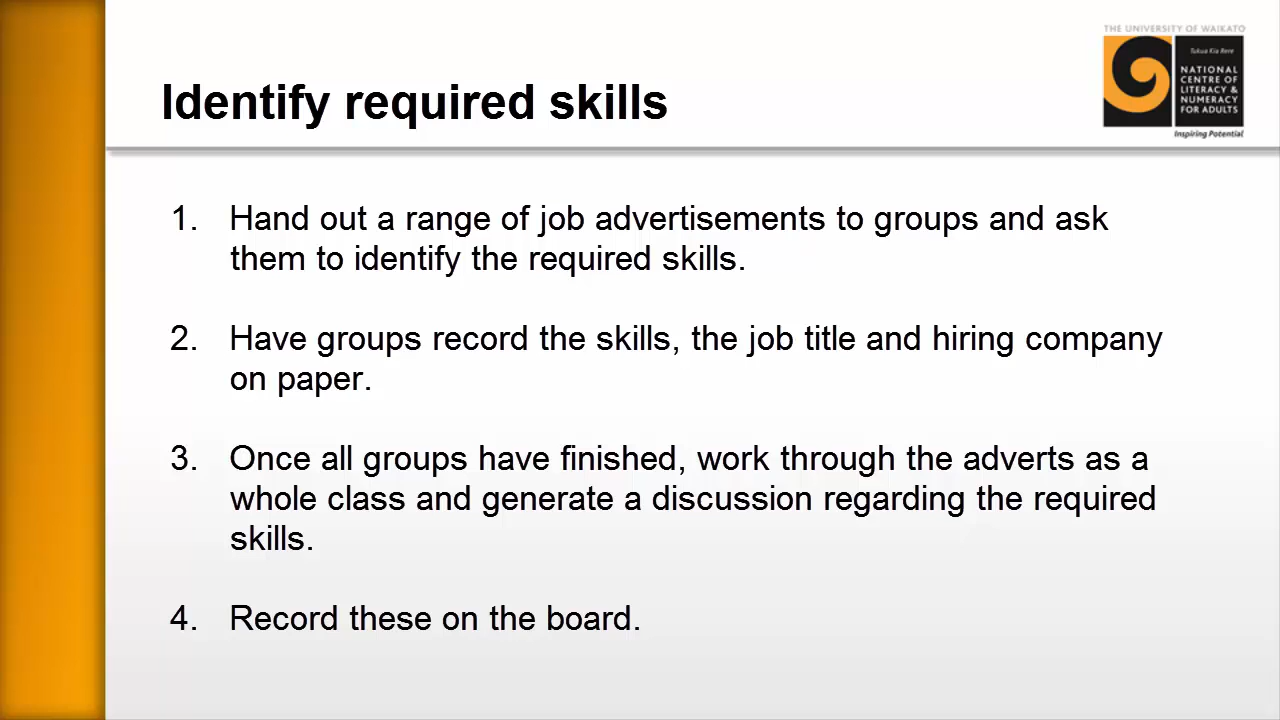 THE UNIVERSITY OF WAIKATO
Tukua Kia Rere
NATIONAL
CENTRE OF
LITERACY &
NUMERACY
FOR ADULTS
Inspiring Potential
Identify required skills
1. Hand out a range of job advertisements to groups and ask
them to identify the required skills.
2. Have groups record the skills, the job title and hiring company
on paper.
3. Once all groups have finished, work through the adverts as a
whole class and generate a discussion regarding the required
skills.
4. Record these on the board.